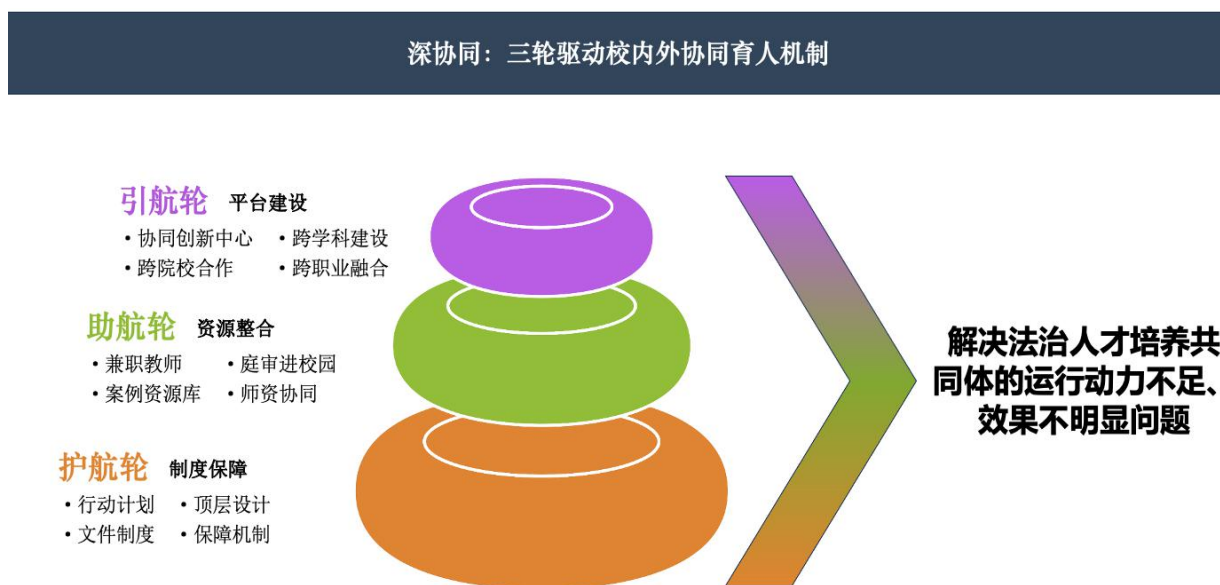 深协同：三轮驱动校内外协同育人机制
引航轮 平台建设
•协同创新中心 •跨学科建设
•跨院校合作 •跨职业融合
助航轮 资源整合
•兼职教师 •庭审进校园
•案例资源库 •师资协同
护航轮 制度保障
•行动计划 •顶层设计
•文件制度 •保障机制
解决法治人才培养共
同体的运行动力不足、
效果不明显问题